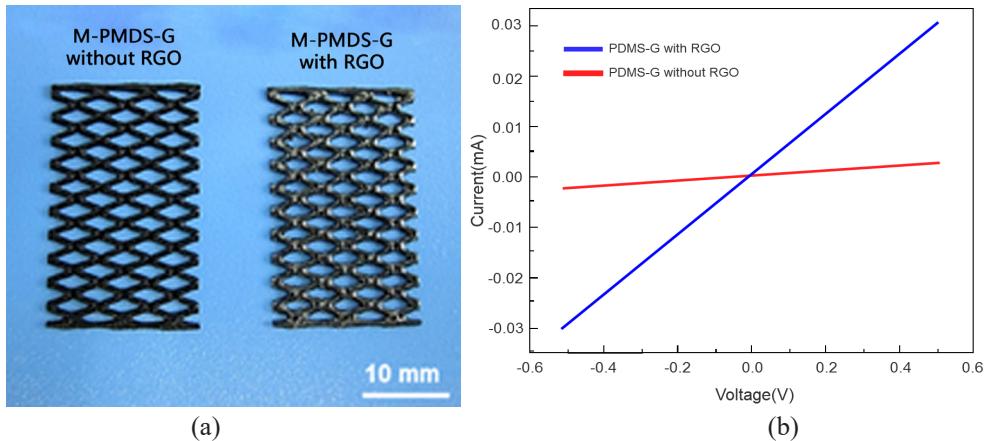 M-PMDS-G
without RGO
M-PMDS-G
with RGO
10 mm
(a)
0.03
0.02
0.01
0.00
-0.01
-0.02
-0.03
Current(mA)
PDMS-G with RGO
PDMS-G without RGO
-0.6 -0.4 -0.2 0.0 0.2 0.4 0.6
Voltage(V)
(b)